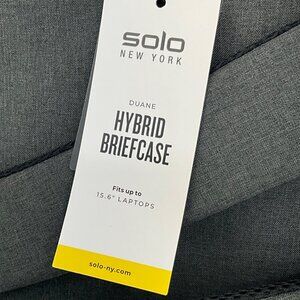 solo
NEW YORK
DUANE
HYBRID
BRIEFCASE
Fits up to
15.6" LAPTOPS
solo-ny.com